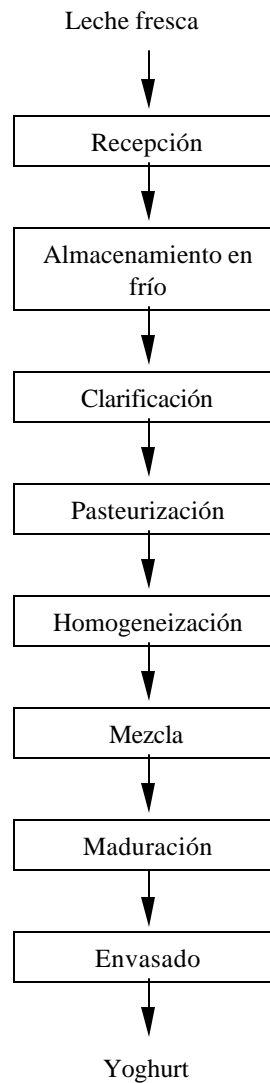 Leche fresca
Recepción
Almacenamiento en
frío
Clarificación
Pasteurización
Homogeneización
Mezcla
Maduración
Envasado
Yoghurt